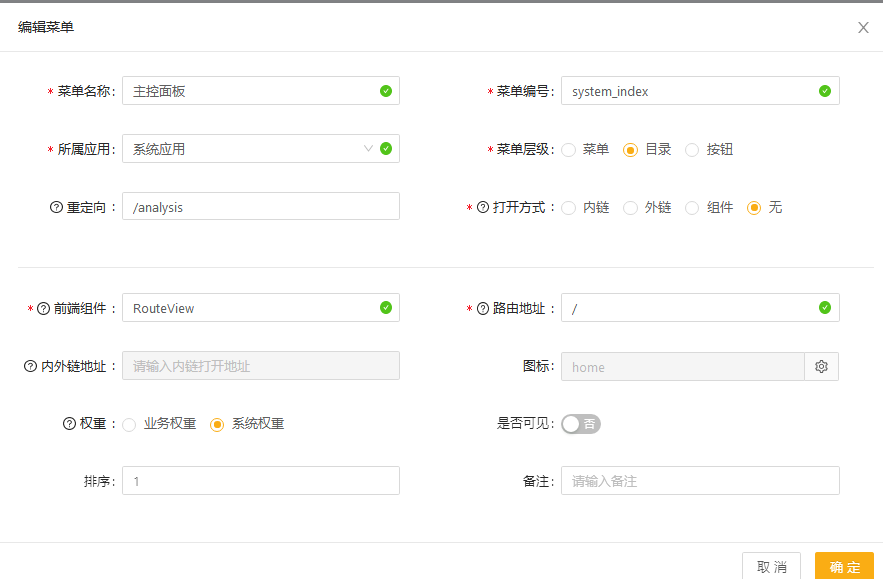 编辑菜单
* 菜单名称: 主控面板
* 菜单编号: system_index
* 所属应用: 系统应用
* 菜单层级: 菜单 目录 按钮
重定向 : /analysis
* 打开方式 : 内链 外链 组件 无
* 前端组件 : RouteView
* 路由地址 : /
内外链地址 : 请输入内链打开地址
图标: home
权重 : 业务权重 系统权重
是否可见: 否
排序: 1
备注: 请输入备注
取 消
确 定